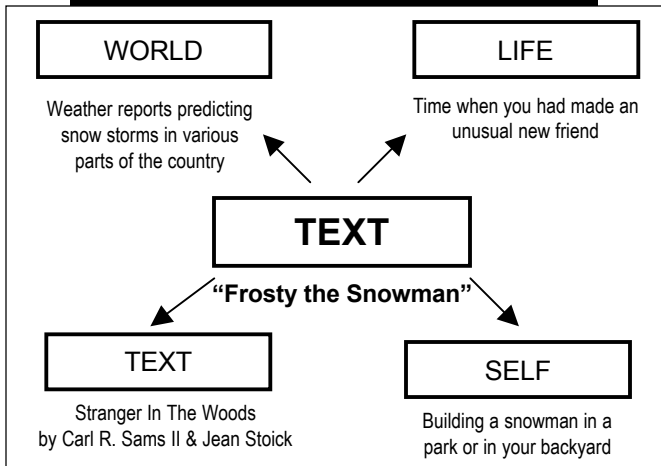 WORLD
Weather reports predicting
snow storms in various
parts of the country
LIFE
Time when you had made an
unusual new friend
TEXT
“Frosty the Snowman”
TEXT
Stranger In The Woods
by Carl R. Sams II & Jean Stoick
SELF
Building a snowman in a
park or in your backyard